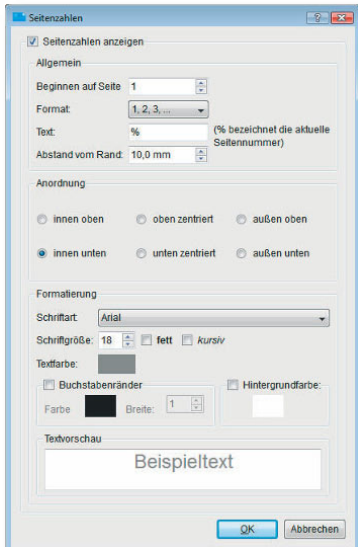 Seitenzahlen
Seitenzahlen anzeigen
Allgemein
Beginnen auf Seite 1
Format: 1, 2, 3, ...
Text: % (% bezeichnet die aktuelle
Seitennummer)
Abstand vom Rand: 10,0 mm
Anordnung
innen oben oben zentriert außen oben
innen unten unten zentriert außen unten
Formatierung
Schriftart: Arial
Schriftgröße: 18 fett kursiv
Textfarbe:
Buchstabenränder Hintergrundfarbe:
Farbe Breite: 1
Textvorschau
Beispieltext
OK Abbrechen